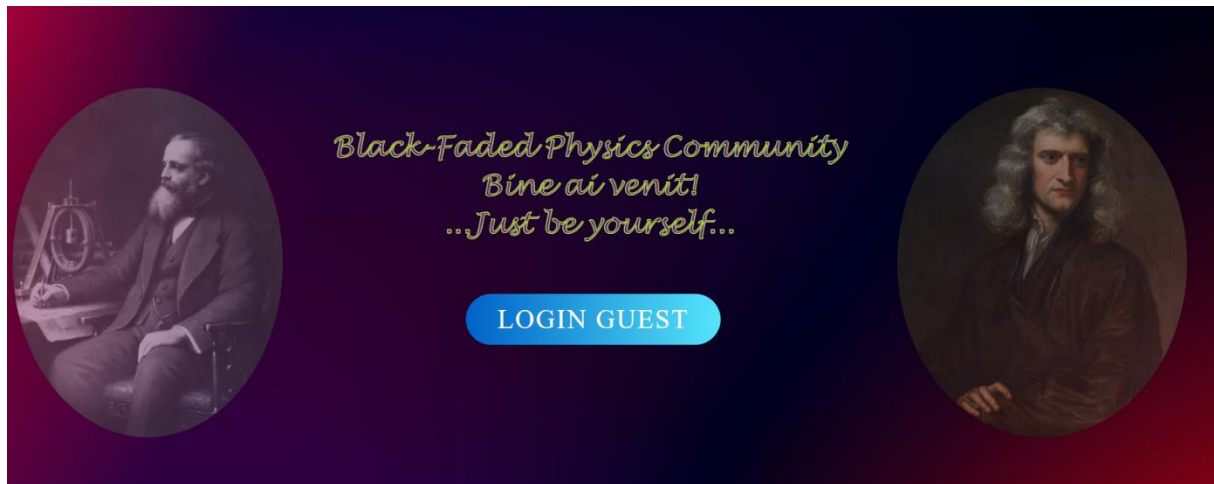 Black-Faded Physics Community
Bine ai venit!
...Just be yourself...
LOGIN GUEST